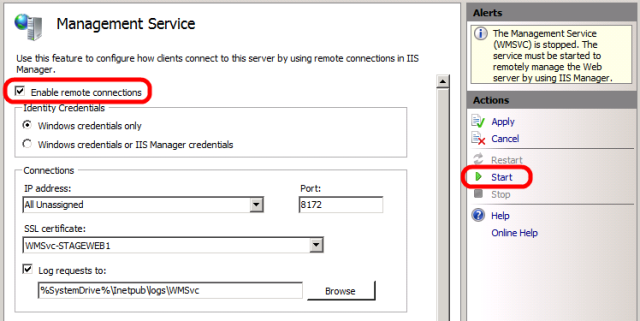 Management Service
Use this feature to configure how clients connect to this server by using remote connections in IIS
Manager.
Enable remote connections
Identity Credentials
Windows credentials only
Windows credentials or IIS Manager credentials
Connections
IP address:
Port:
All Unassigned
8172
SSL certificate:
WMSvc-STAGEWEB1
Log requests to:
%SystemDrive%\Inetpub\logs\WMSvc
Browse
Alerts
The Management Service
(WMSVC) is stopped. The
service must be started to
remotely manage the Web
server by using IIS Manager.
Actions
Apply
Cancel
Restart
Start
Stop
Help
Online Help